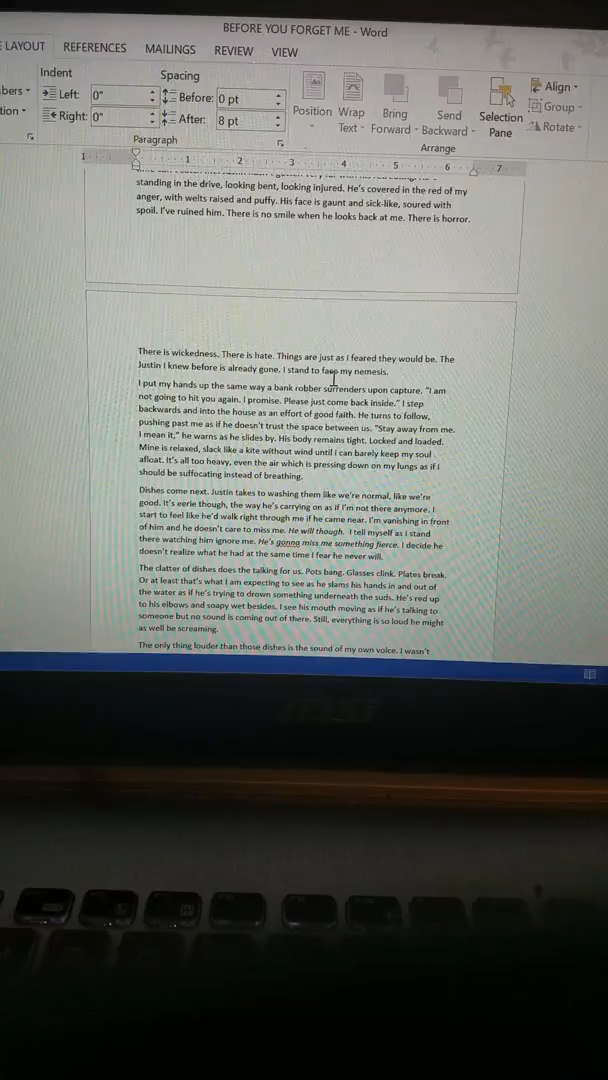 BEFORE YOU FORGET ME - Word
LAYOUT REFERENCES MAILINGS REVIEW VIEW
Indent Spacing
Left: 0" Before: 0 pt
Right: 0" After: 8 pt
Position Wrap Text Bring Forward Send Backward Selection Pane
Align
Group
Rotate
Paragraph Arrange
1 1 2 3 4 5 6 7
standing in the drive, looking bent, looking injured. He's covered in the red of my
anger, with welts raised and puffy. His face is gaunt and sick-like, soured with
spoil. I've ruined him. There is no smile when he looks back at me. There is horror.
There is wickedness. There is hate. Things are just as I feared they would be. The
Justin I knew before is already gone. I stand to face my nemesis.
I put my hands up the same way a bank robber surrenders upon capture. "I am
not going to hit you again. I promise. Please just come back inside." I step
backwards and into the house as an effort of good faith. He turns to follow,
pushing past me as if he doesn't trust the space between us. "Stay away from me.
I mean it," he warns as he slides by. His body remains tight. Locked and loaded.
Mine is relaxed, slack like a kite without wind until I can barely keep my soul
afloat. It's all too heavy, even the air which is pressing down on my lungs as if I
should be suffocating instead of breathing.
Dishes come next. Justin takes to washing them like we're normal, like we're
good. It's eerie though, the way he's carrying on as if I'm not there anymore. I
start to feel like he'd walk right through me if he came near. I'm vanishing in front
of him and he doesn't care to miss me. He will though. I tell myself as I stand
there watching him ignore me. He's gonna miss me something fierce. I decide he
doesn't realize what he had at the same time I fear he never will.
The clatter of dishes does the talking for us. Pots bang. Glasses clink. Plates break.
Or at least that's what I am expecting to see as he slams his hands in and out of
the water as if he's trying to drown something underneath the suds. He's red up
to his elbows and soapy wet besides. I see his mouth moving as if he's talking to
someone but no sound is coming out of there. Still, everything is so loud he might
as well be screaming.
The only thing louder than those dishes is the sound of my own voice. I wasn't
msi